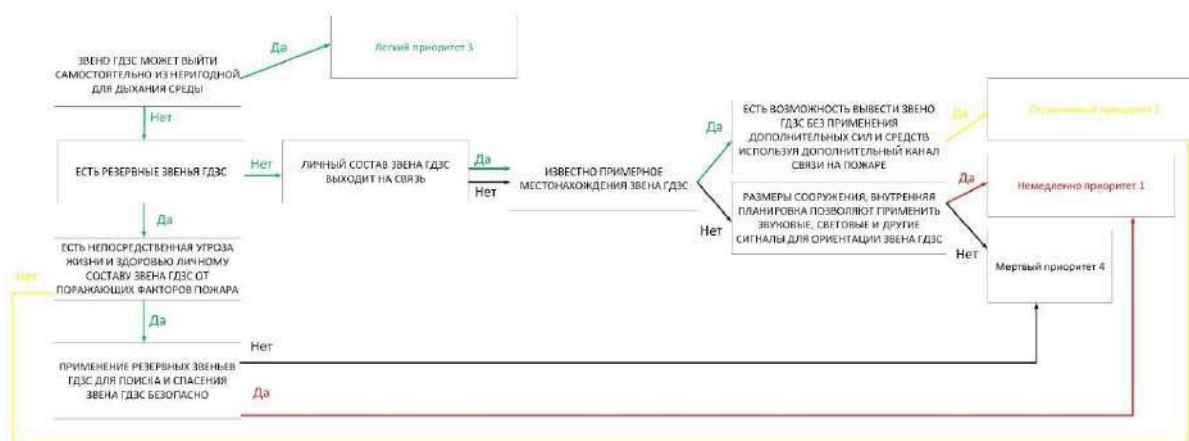 Да
Легкий приоритет 3
ЗВЕНО ГДЗС МОЖЕТ ВЫЙТИ
САМОСТОЯТЕЛЬНО ИЗ НЕРИГОДНОЙ
ДЛЯ ДЫХАНИЯ СРЕДЫ
Нет
ЕСТЬ РЕЗЕРВНЫЕ ЗВЕНЬЯ ГДЗС
Нет
ЛИЧНЫЙ СОСТАВ ЗВЕНА ГДЗС
ВЫХОДИТ НА СВЯЗЬ
Да
Нет
ИЗВЕСТНО ПРИМЕРНОЕ
МЕСТОНАХОЖДЕНИЯ ЗВЕНА ГДЗС
Да
ЕСТЬ ВОЗМОЖНОСТЬ ВЫВЕСТИ ЗВЕНО
ГДЗС БЕЗ ПРИМЕНЕНИЯ
ДОПОЛНИТЕЛЬНЫХ СИЛ И СРЕДСТВ
ИСПОЛЬЗУЯ ДОПОЛНИТЕЛЬНЫЙ КАНАЛ
СВЯЗИ НА ПОЖАРЕ
Да
приоритет 2
Нет
РАЗМЕРЫ СООРУЖЕНИЯ, ВНУТРЕННЯЯ
ПЛАНИРОВКА ПОЗВОЛЯЮТ ПРИМЕНИТЬ
ЗВУКОВЫЕ, СВЕТОВЫЕ И ДРУГИЕ
СИГНАЛЫ ДЛЯ ОРИЕНТАЦИИ ЗВЕНА ГДЗС
Да
Немедленно приоритет 1
Нет
Мертвый приоритет 4
Да
ЕСТЬ НЕПОСРЕДСТВЕННАЯ УГРОЗА
ЖИЗНИ И ЗДОРОВЬЮ ЛИЧНОМУ
СОСТАВУ ЗВЕНА ГДЗС ОТ
ПОРАЖАЮЩИХ ФАКТОРОВ ПОЖАРА
Нет
Да
ПРИМЕНЕНИЕ РЕЗЕРВНЫХ ЗВЕНЬЕВ
ГДЗС ДЛЯ ПОИСКА И СПАСЕНИЯ
ЗВЕНА ГДЗС БЕЗОПАСНО
Нет
Да